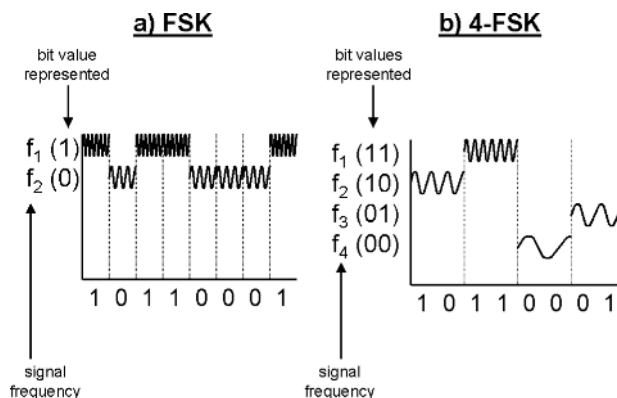 a) FSK
bit value
represented
f1 (1)
f2 (0)
1 0 1 1 0 0 0 1
signal
frequency
b) 4-FSK
bit values
represented
f1 (11)
f2 (10)
f3 (01)
f4 (00)
1 0 1 1 0 0 0 1
signal
frequency